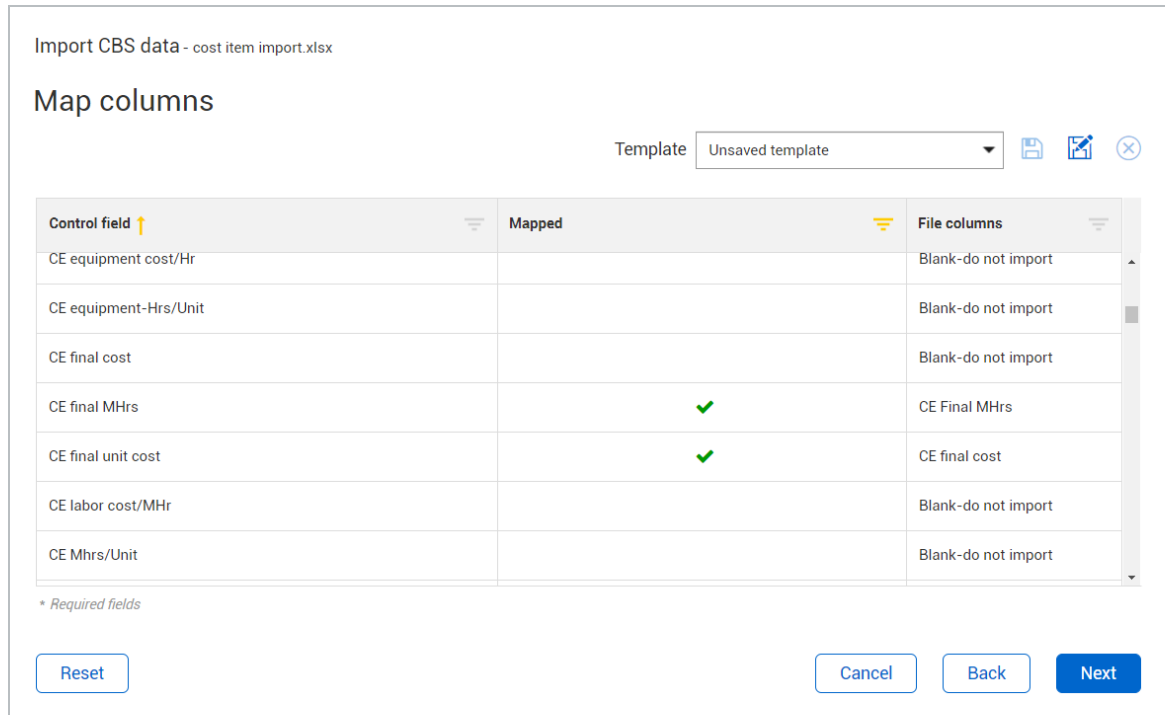 Import CBS data - cost item import.xlsx
Map columns
Template Unsaved template
Control field Mapped File columns
CE equipment cost/Hr Blank-do not import
CE equipment-Hrs/Unit Blank-do not import
CE final cost Blank-do not import
CE final MHrs CE Final MHrs
CE final unit cost CE final cost
CE labor cost/MHr Blank-do not import
CE Mhrs/Unit Blank-do not import
* Required fields
Reset Cancel Back Next